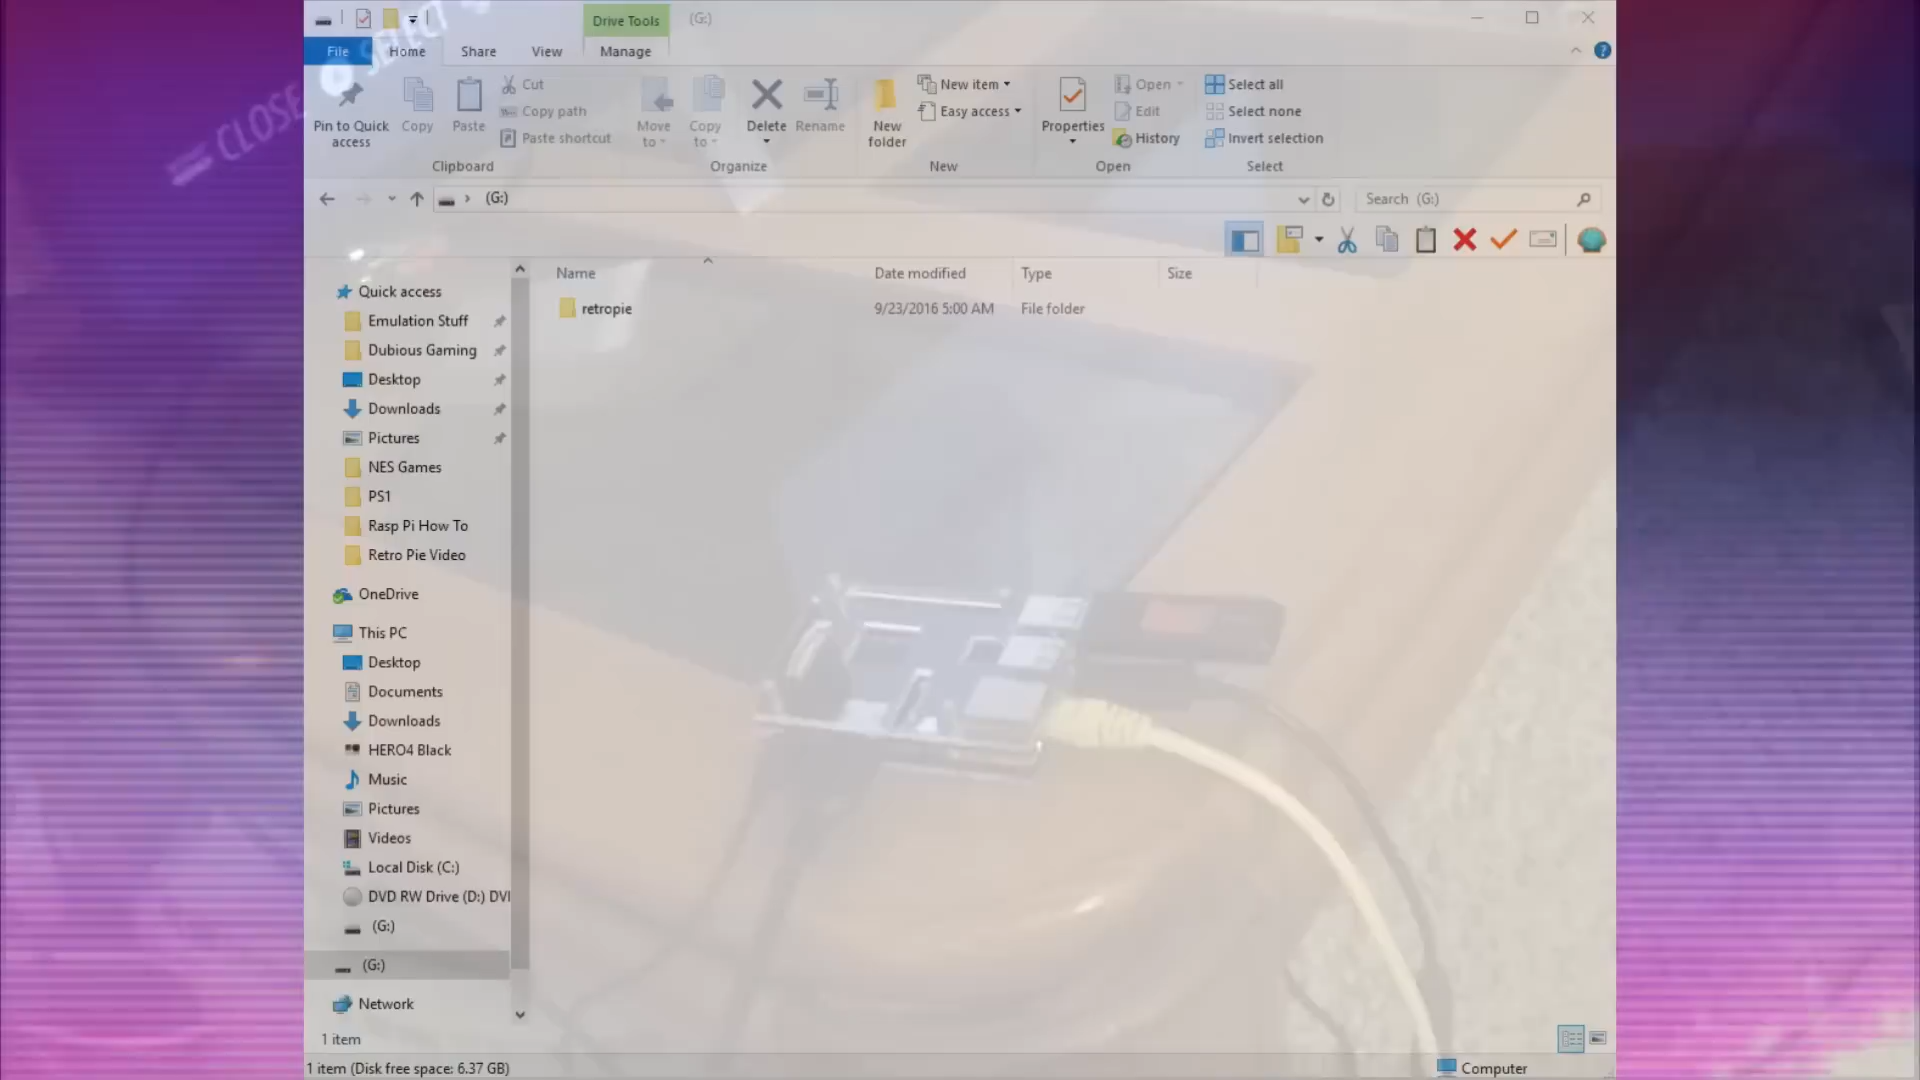 SELECT
CLOSE
Drive Tools
(G:)
File
Home
Share
View
Manage
Pin to Quick access
Copy
Paste
Cut
Copy path
Paste shortcut
Clipboard
Move to
Copy to
Delete
Rename
Organize
New folder
New item
Easy access
New
Properties
Open
Edit
History
Open
Select all
Select none
Invert selection
Select
(G:)
Search (G:)
Name
Date modified
Type
Size
retropie
9/23/2016 5:00 AM
File folder
Quick access
Emulation Stuff
Dubious Gaming
Desktop
Downloads
Pictures
NES Games
PS1
Rasp Pi How To
Retro Pie Video
OneDrive
This PC
Desktop
Documents
Downloads
HERO4 Black
Music
Pictures
Videos
Local Disk (C:)
DVD RW Drive (D:) DV
(G:)
(G:)
Network
1 item
1 item (Disk free space: 6.37 GB)
Computer